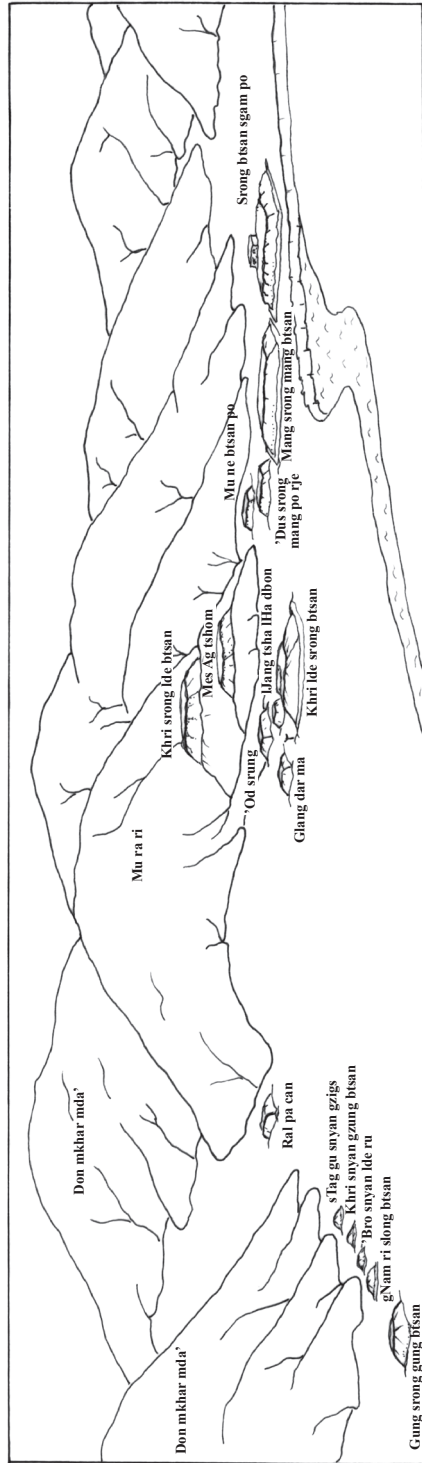 Don mkhar mda’
Don mkhar mda’
Gung srong gung btsan
gNam ri slong btsan
’Bro snyan lde ru
Khri snyan gzung btsan
sTag gu snyan gzigs
Ral pa can
Mu ra ri
Khri srong lde btsan
Mes Ag tshom
’Od srung
lJang tsha lHa dbon
Glang dar ma
Khri lde srong btsan
Mu ne btsan po
’Dus srong
mang po rje
Mang srong mang btsan
Srong btsan sgam po